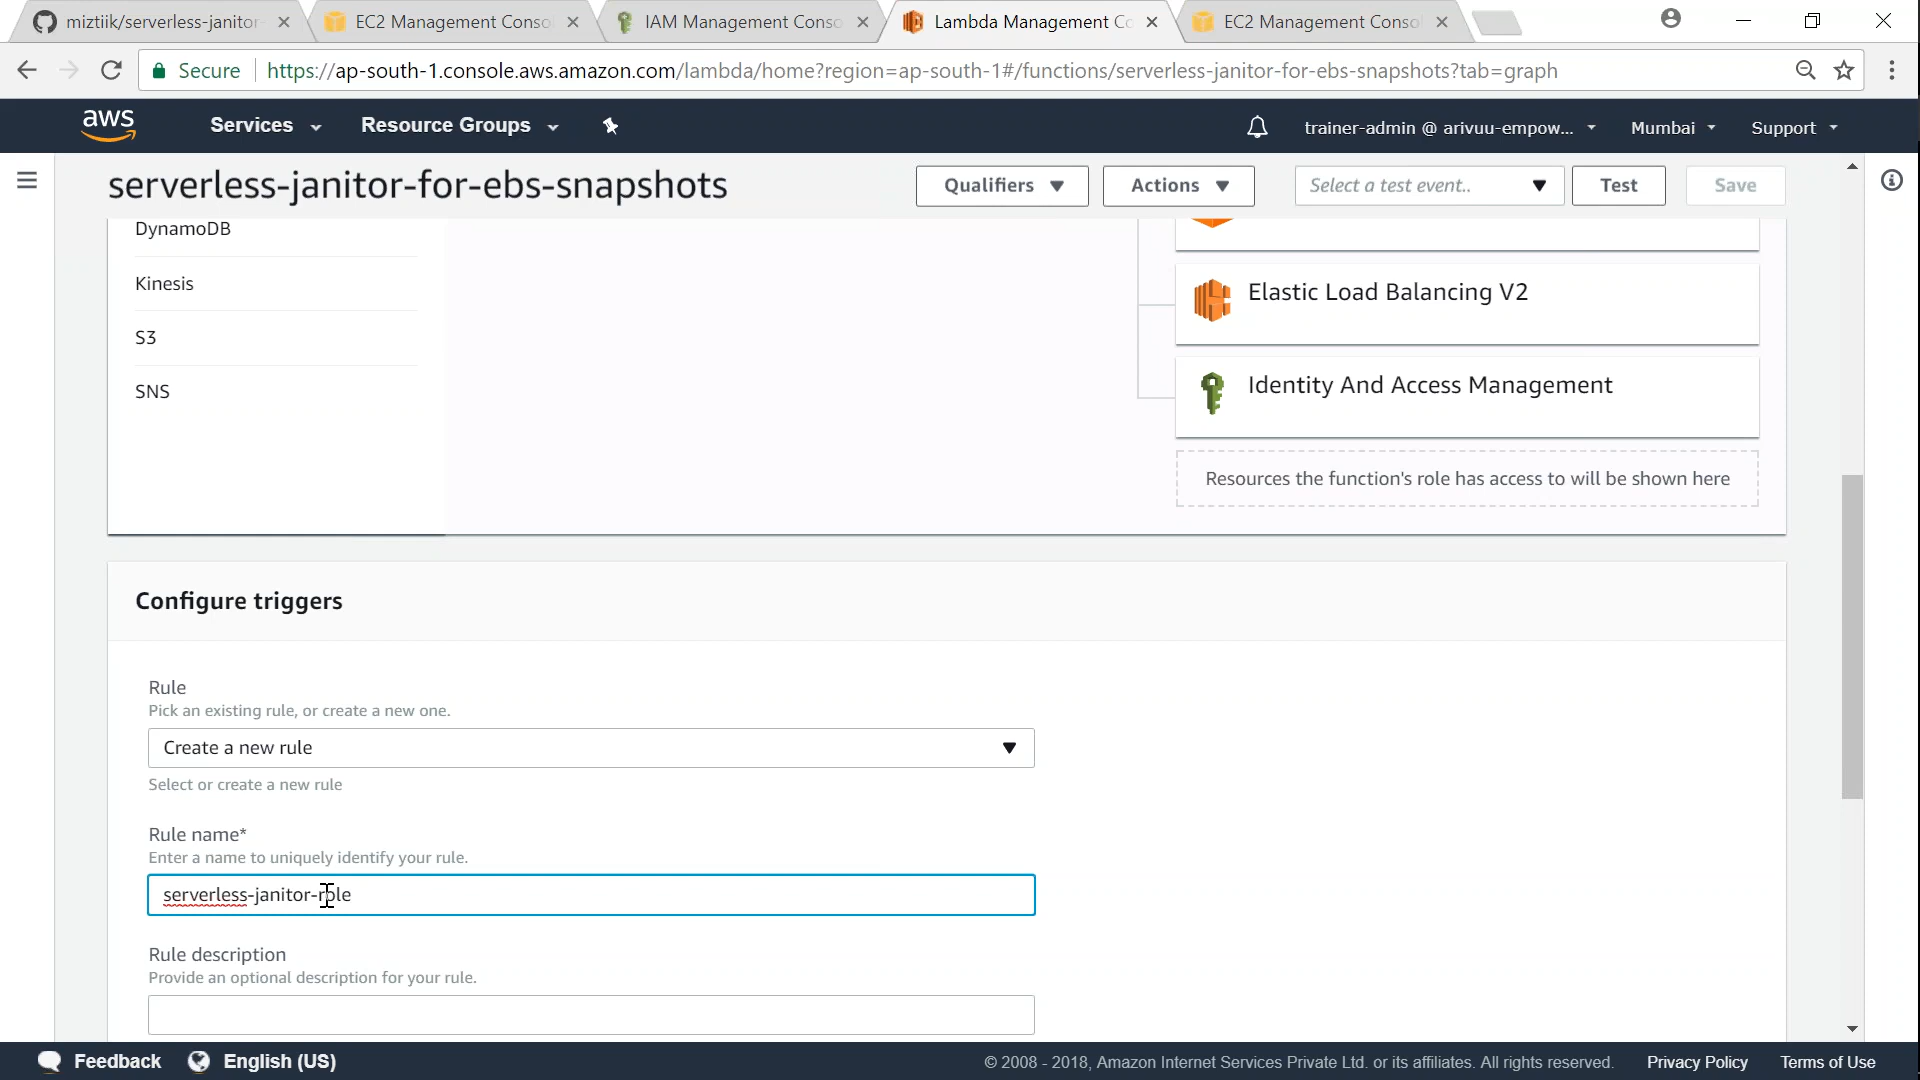 miztiik/serverless-janitor-
EC2 Management Conso
IAM Management Conso
Lambda Management Co
EC2 Management Conso
Secure
https://ap-south-1.console.aws.amazon.com/lambda/home?region=ap-south-1#/functions/serverless-janitor-for-ebs-snapshots?tab=graph
aws
Services
Resource Groups
trainer-admin @ arivuu-empow...
Mumbai
Support
serverless-janitor-for-ebs-snapshots
Qualifiers
Actions
Select a test event..
Test
Save
DynamoDB
Kinesis
S3
SNS
Elastic Load Balancing V2
Identity And Access Management
Resources the function's role has access to will be shown here
Configure triggers
Rule
Pick an existing rule, or create a new one.
Create a new rule
Select or create a new rule
Rule name*
Enter a name to uniquely identify your rule.
serverless-janitor-role
Rule description
Provide an optional description for your rule.
Feedback
English (US)
© 2008 - 2018, Amazon Internet Services Private Ltd. or its affiliates. All rights reserved.
Privacy Policy
Terms of Use